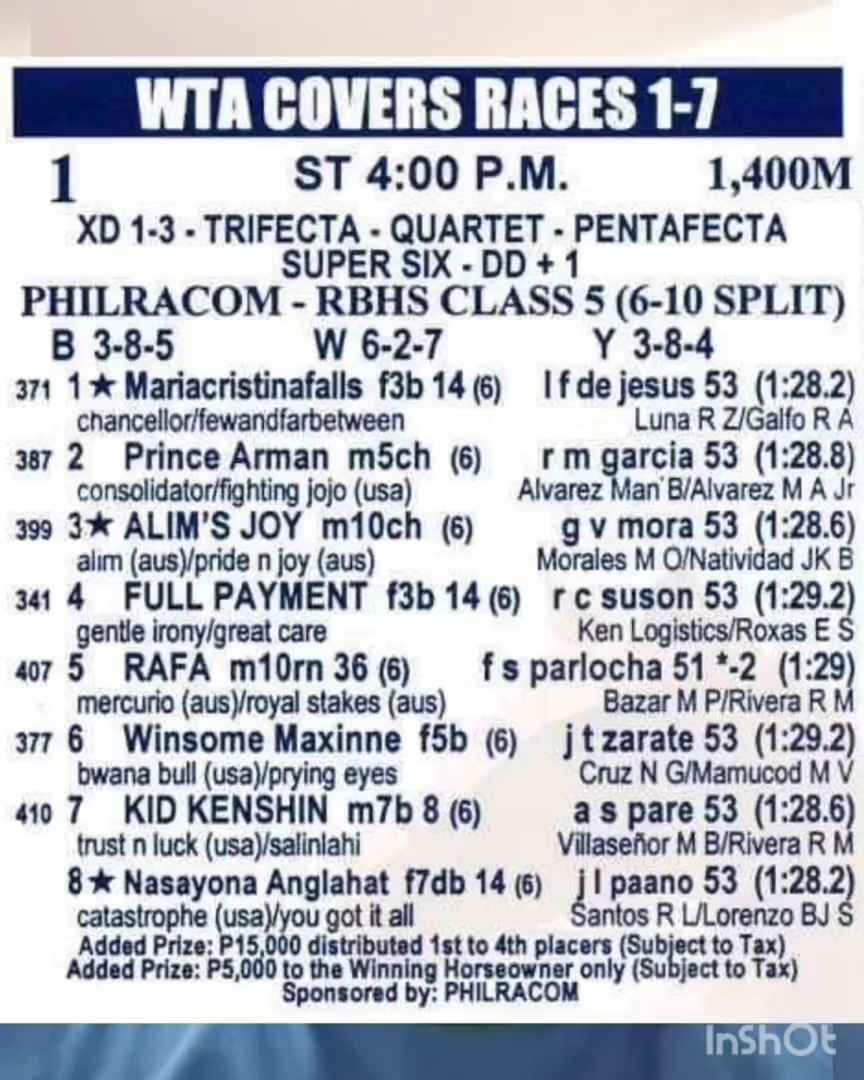 WTA COVERS RACES 1-7
1 ST 4:00 P.M. 1,400M
XD 1-3 - TRIFECTA - QUARTET - PENTAFECTA
SUPER SIX - DD + 1
PHILRACOM - RBHS CLASS 5 (6-10 SPLIT)
B 3-8-5 W 6-2-7 Y 3-8-4
371 1★ Mariacristinafalls f3b 14 (6) l f de jesus 53 (1:28.2)
chancellor/fewandfarbetween Luna R Z/Galfo R A
387 2 Prince Arman m5ch (6) r m garcia 53 (1:28.8)
consolidator/fighting jojo (usa) Alvarez Man' B/Alvarez M A Jr
399 3★ ALIM'S JOY m10ch (6) g v mora 53 (1:28.6)
alim (aus)/pride n joy (aus) Morales M O/Natividad JK B
341 4 FULL PAYMENT f3b 14 (6) r c suson 53 (1:29.2)
gentle irony/great care Ken Logistics/Roxas E S
407 5 RAFA m10rn 36 (6) f s parlocha 51 *-2 (1:29)
mercurio (aus)/royal stakes (aus) Bazar M P/Rivera R M
377 6 Winsome Maxinne f5b (6) j t zarate 53 (1:29.2)
bwana bull (usa)/prying eyes Cruz N G/Mamucod M V
410 7 KID KENSHIN m7b 8 (6) a s pare 53 (1:28.6)
trust n luck (usa)/salinlahi Villaseñor M B/Rivera R M
8★ Nasayona Anglahat f7db 14 (6) j l paano 53 (1:28.2)
catastrophe (usa)/you got it all Santos R L/Lorenzo BJ S
Added Prize: P15,000 distributed 1st to 4th placers (Subject to Tax)
Added Prize: P5,000 to the Winning Horseowner only (Subject to Tax)
Sponsored by: PHILRACOM
InShOt